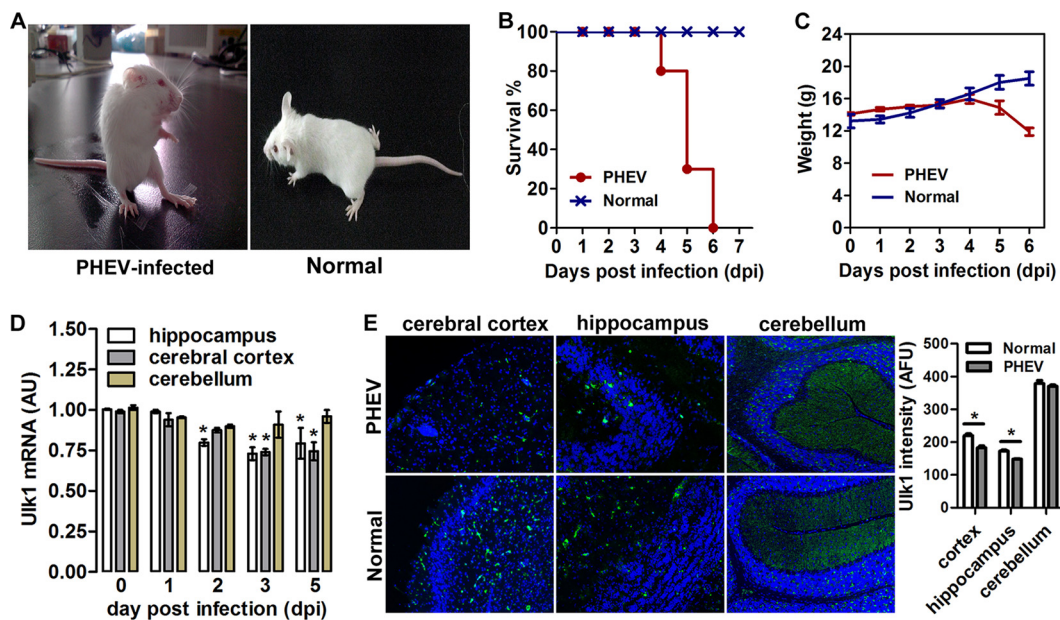 A
PHEV-infected
Normal
B
Survival %
100
80
60
40
20
0
PHEV
Normal
0 1 2 3 4 5 6 7
Days post infection (dpi)
C
Weight (g)
24
20
16
12
8
4
0
PHEV
Normal
0 1 2 3 4 5 6
Days post infection (dpi)
D
Ulk1 mRNA (AU)
1.50
1.25
1.00
0.75
0.50
0.25
0.00
hippocampus
cerebral cortex
cerebellum
* * * * *
0 1 2 3 5
day post infection (dpi)
E
cerebral cortex hippocampus cerebellum
PHEV
Normal
Ulk1 intensity (AFU)
500
400
300
200
100
0
Normal
PHEV
* *
cortex
hippocampus
cerebellum